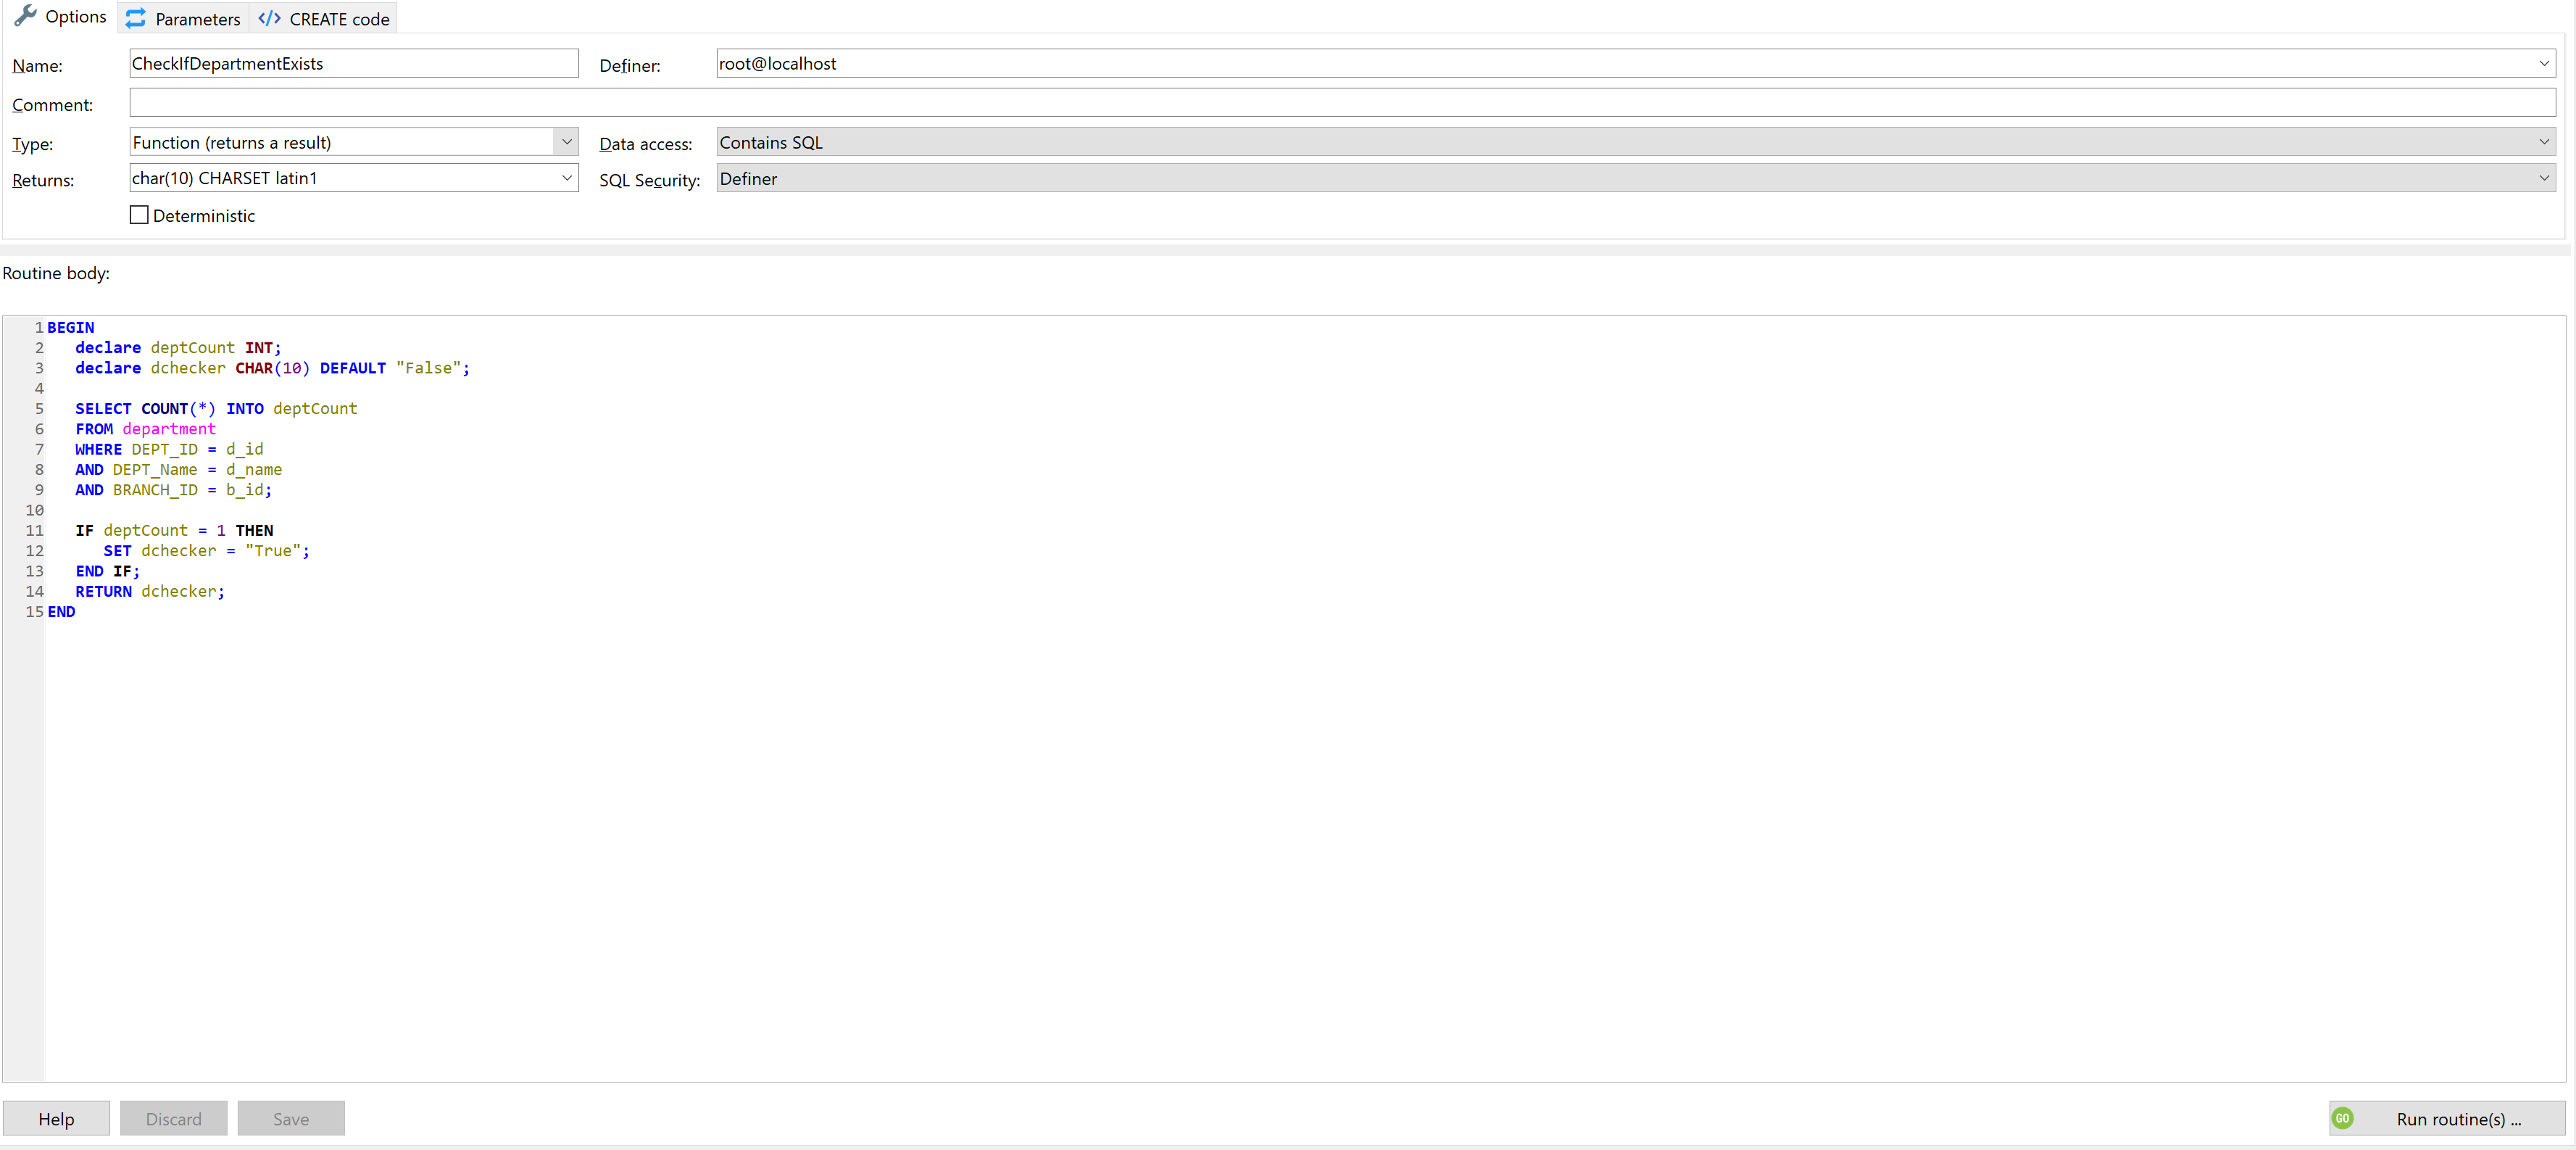 Options Parameters </> CREATE code
Name: CheckIfDepartmentExists Definer: root@localhost
Comment:
Type: Function (returns a result) Data access: Contains SQL
Returns: char(10) CHARSET latin1 SQL Security: Definer
Deterministic
Routine body:
1 BEGIN
2 declare deptCount INT;
3 declare dchecker CHAR(10) DEFAULT "False";
4
5 SELECT COUNT(*) INTO deptCount
6 FROM department
7 WHERE DEPT_ID = d_id
8 AND DEPT_Name = d_name
9 AND BRANCH_ID = b_id;
10
11 IF deptCount = 1 THEN
12 SET dchecker = "True";
13 END IF;
14 RETURN dchecker;
15 END
Help Discard Save GO Run routine(s) ...